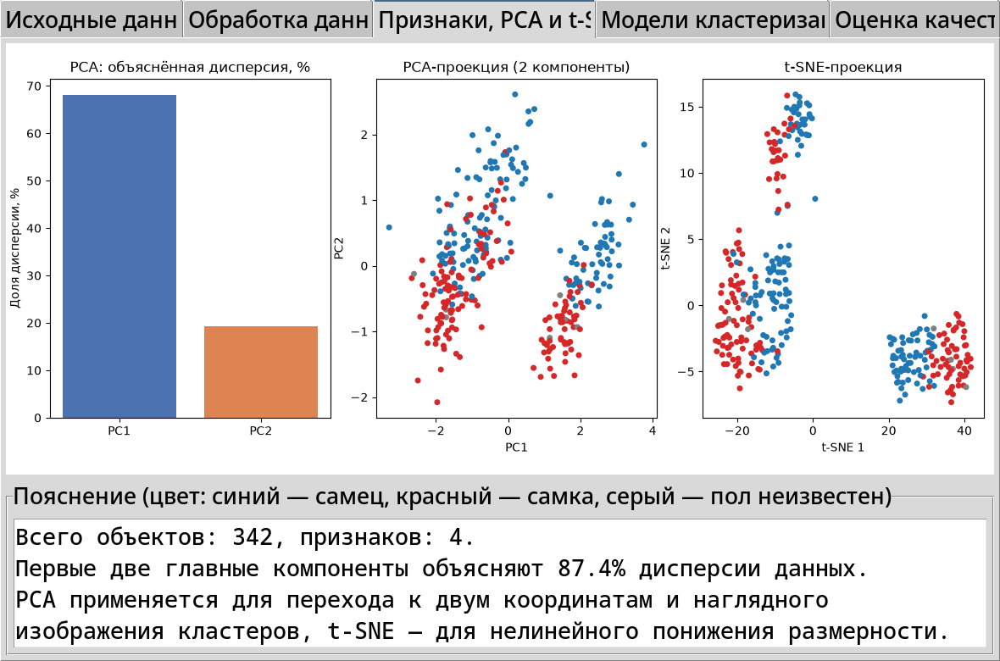 Исходные данн
Обработка данн
Признаки, PCA и t-S
Модели кластериза
Оценка качест
PCA: объяснённая дисперсия, %
PCA-проекция (2 компоненты)
t-SNE-проекция
Доля дисперсии, %
70
60
50
40
30
20
10
0
PC1
PC2
PC2
2
1
0
−1
−2
−2
0
2
4
PC1
t-SNE 2
15
10
5
0
−5
−20
0
20
40
t-SNE 1
Пояснение (цвет: синий — самец, красный — самка, серый — пол неизвестен)
Всего объектов: 342, признаков: 4.
Первые две главные компоненты объясняют 87.4% дисперсии данных.
PCA применяется для перехода к двум координатам и наглядного
изображения кластеров, t-SNE — для нелинейного понижения размерности.